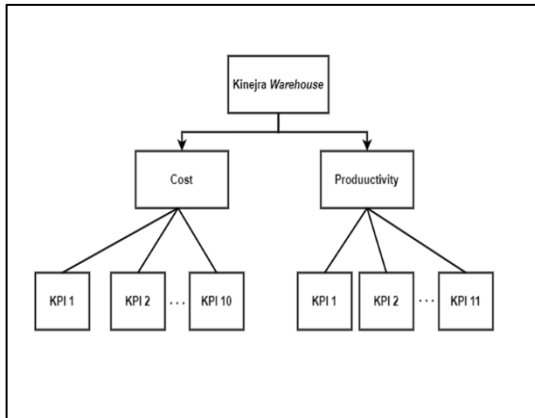 Kinejra Warehouse
Cost
Produuctivity
KPI 1
KPI 2
...
KPI 10
KPI 1
KPI 2
...
KPI 11